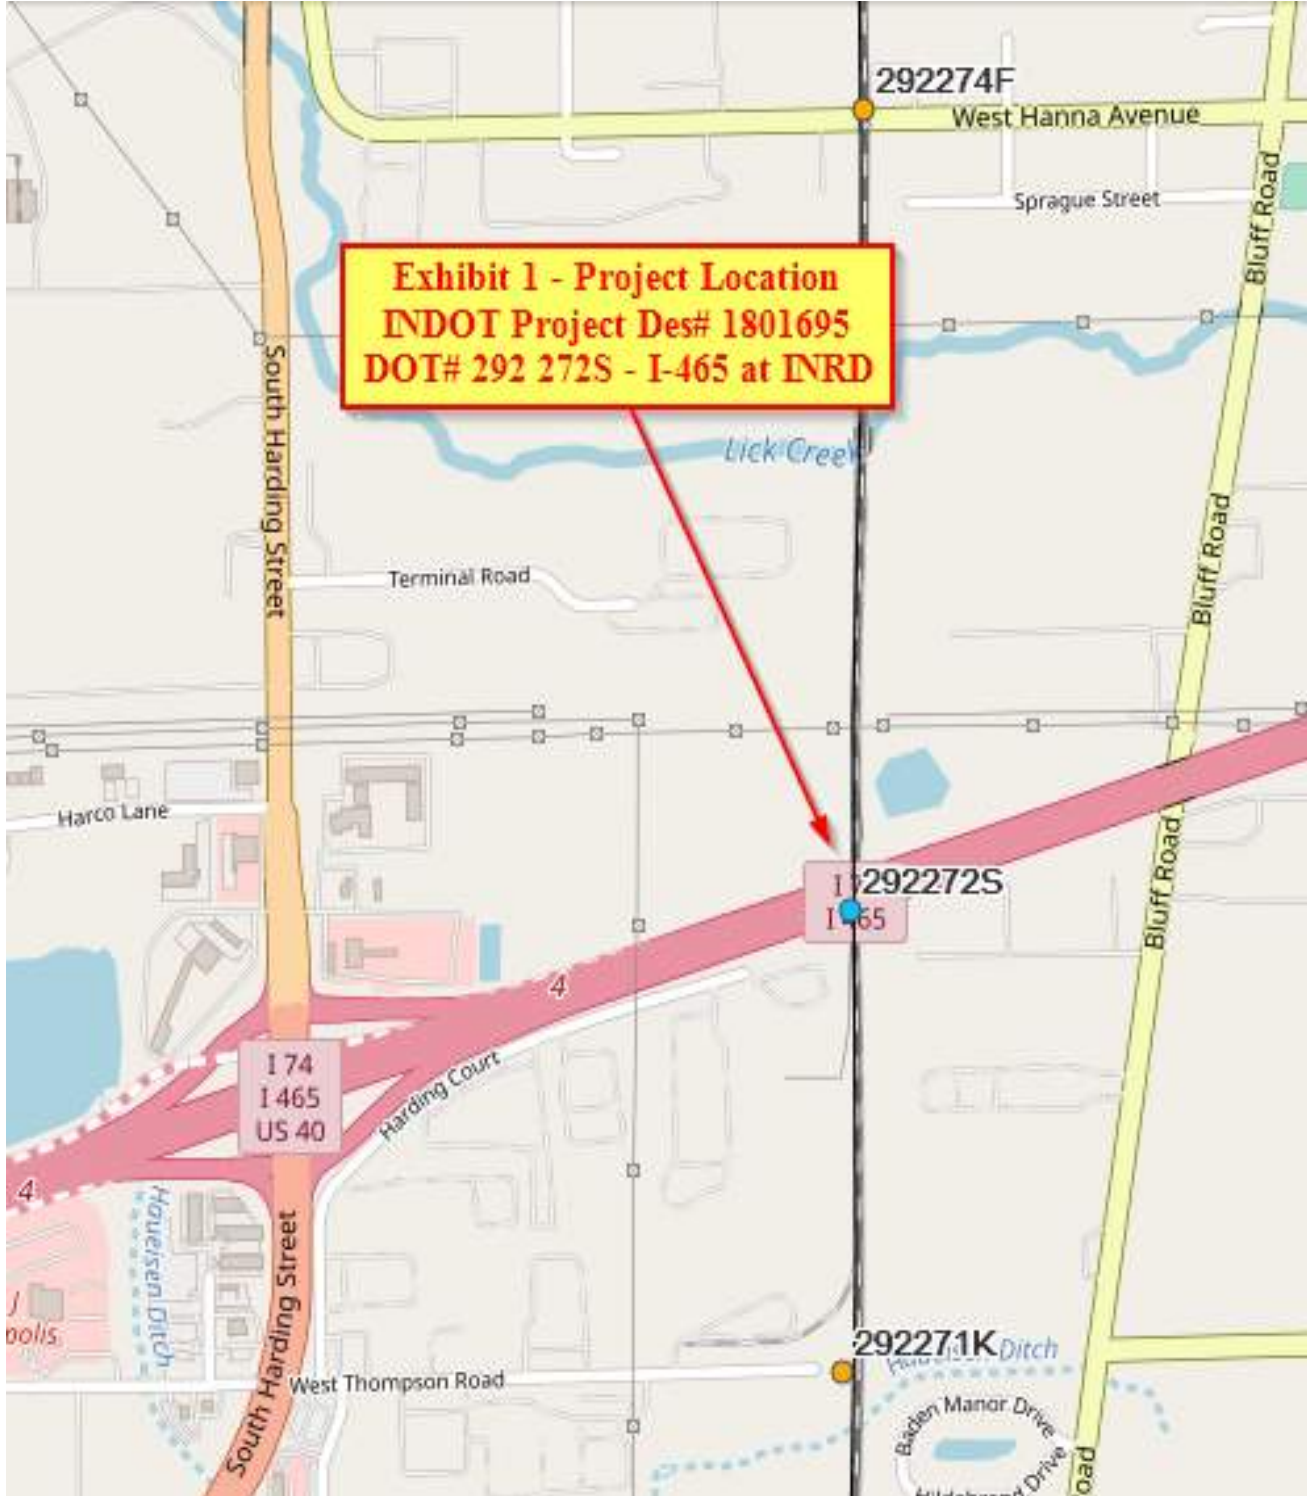 292274F
West Hanna Avenue
Sprague Street
Bluff Road
Exhibit 1 - Project Location
INDOT Project Des# 1801695
DOT# 292 272S - I-465 at INRD
South Harding Street
Lick Creek
Bluff Road
Terminal Road
Harco Lane
292272S
I 465
Bluff Road
4
I 74
I 465
US 40
Harding Court
4
Haueisen Ditch
South Harding Street
292271K
Ditch
West Thompson Road
Baden Manor Drive
Hildebrand Drive